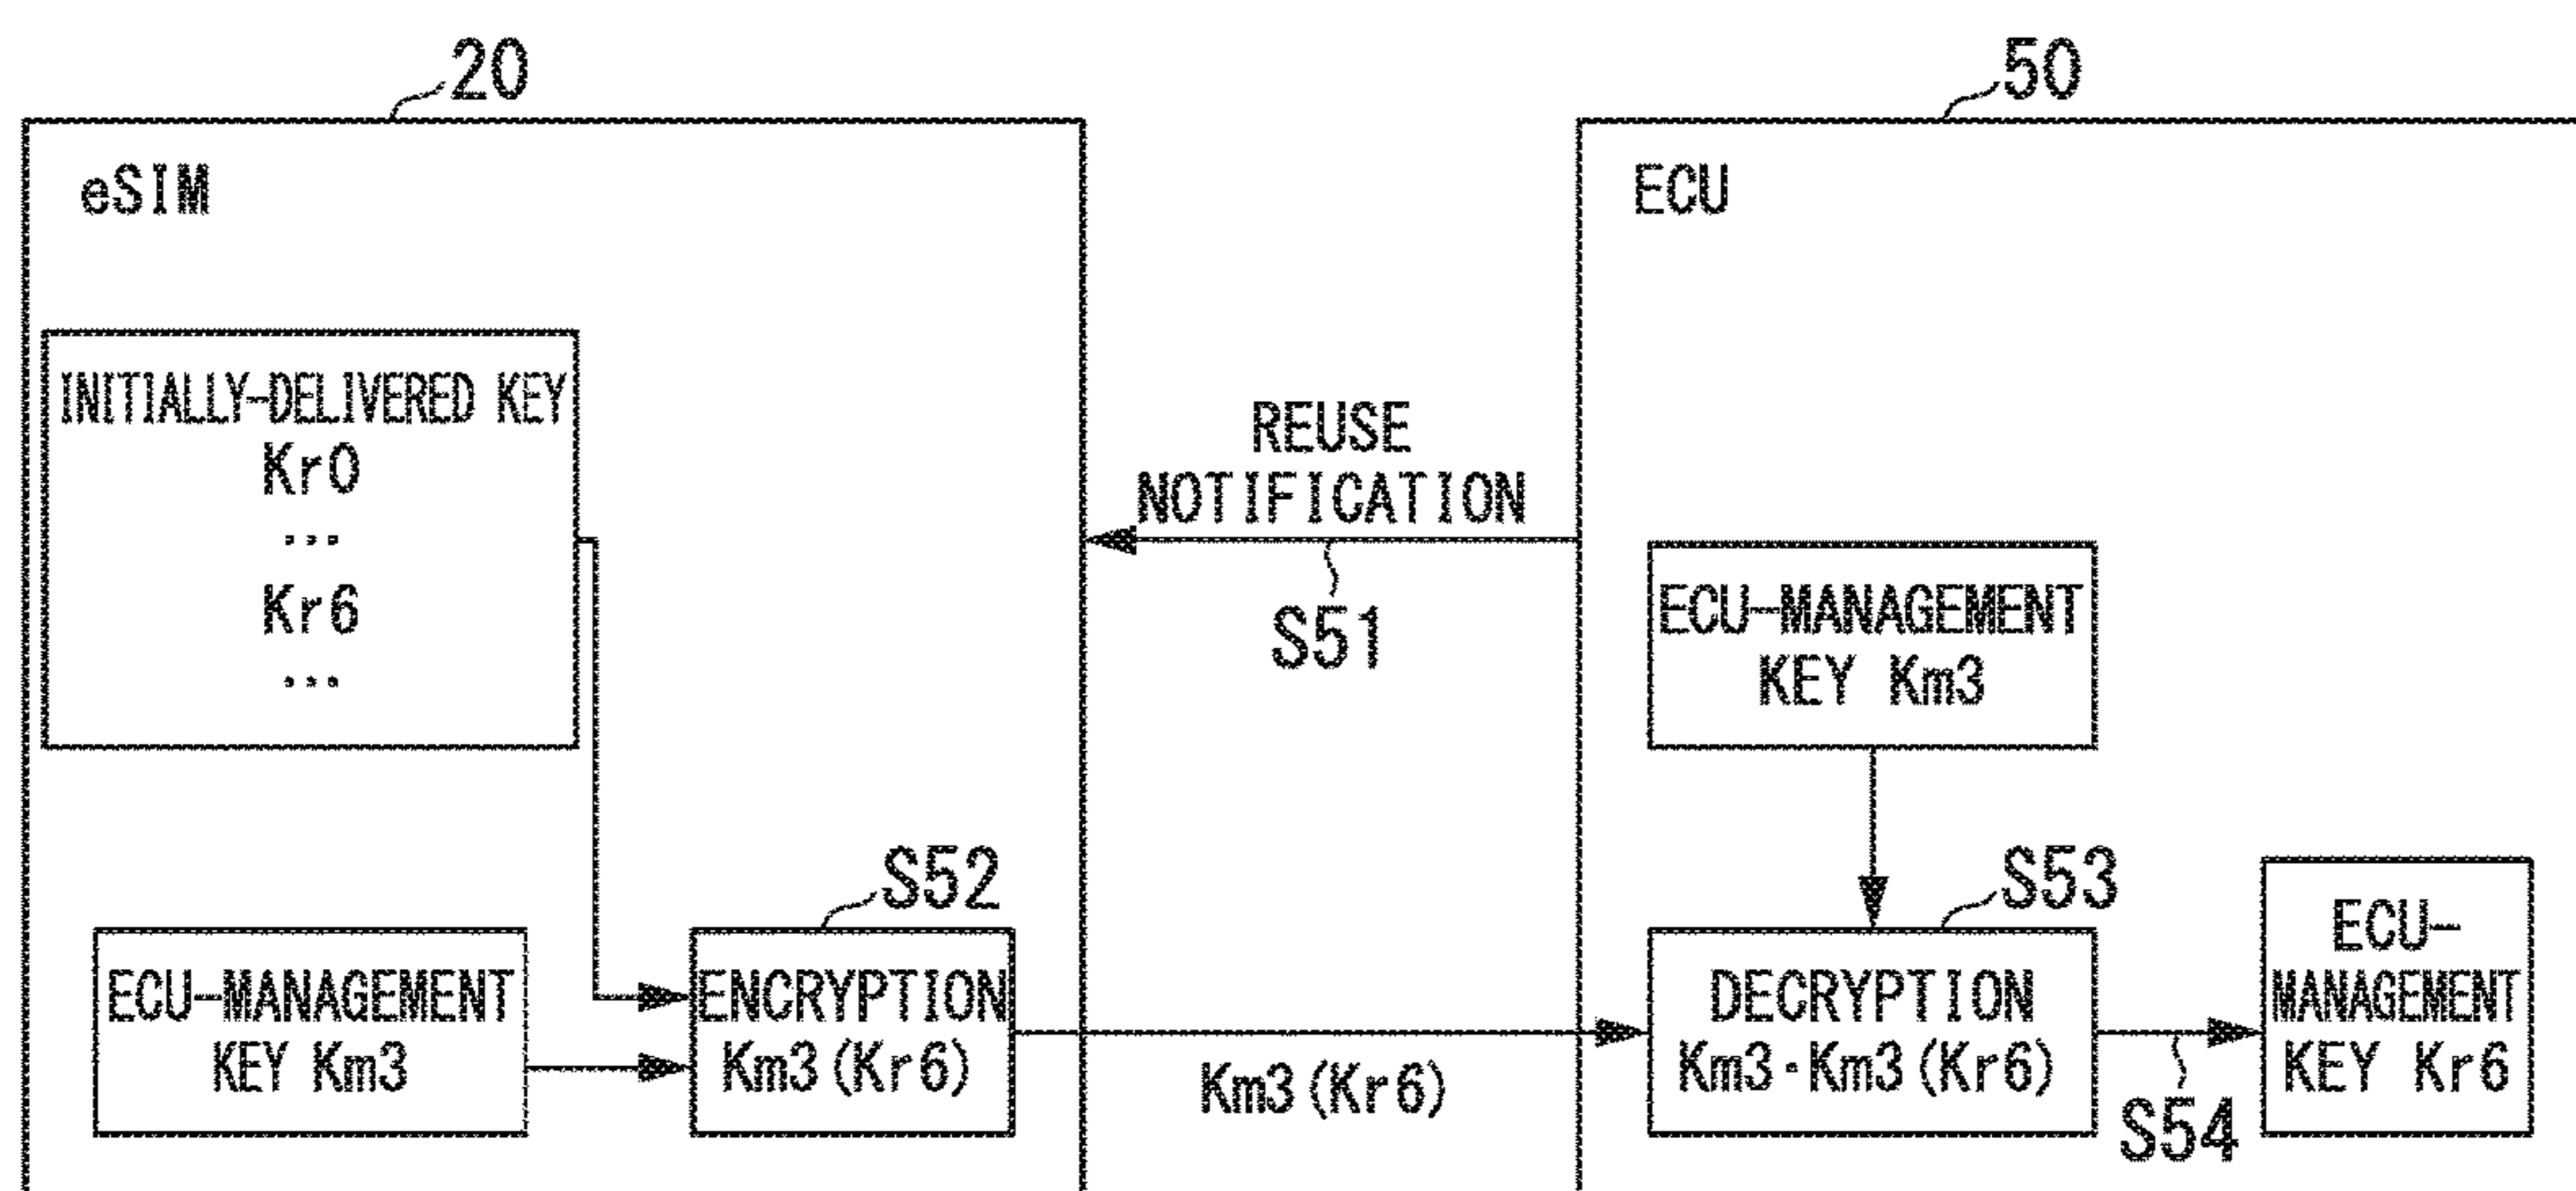 20
50
eSIM
ECU
INITIALLY-DELIVERED KEY
Kr0
...
Kr6
...
REUSE
NOTIFICATION
S51
ECU-MANAGEMENT
KEY Km3
S52
S53
ECU-MANAGEMENT
KEY Km3
ENCRYPTION
Km3(Kr6)
Km3(Kr6)
DECRYPTION
Km3·Km3(Kr6)
S54
ECU-
MANAGEMENT
KEY Kr6